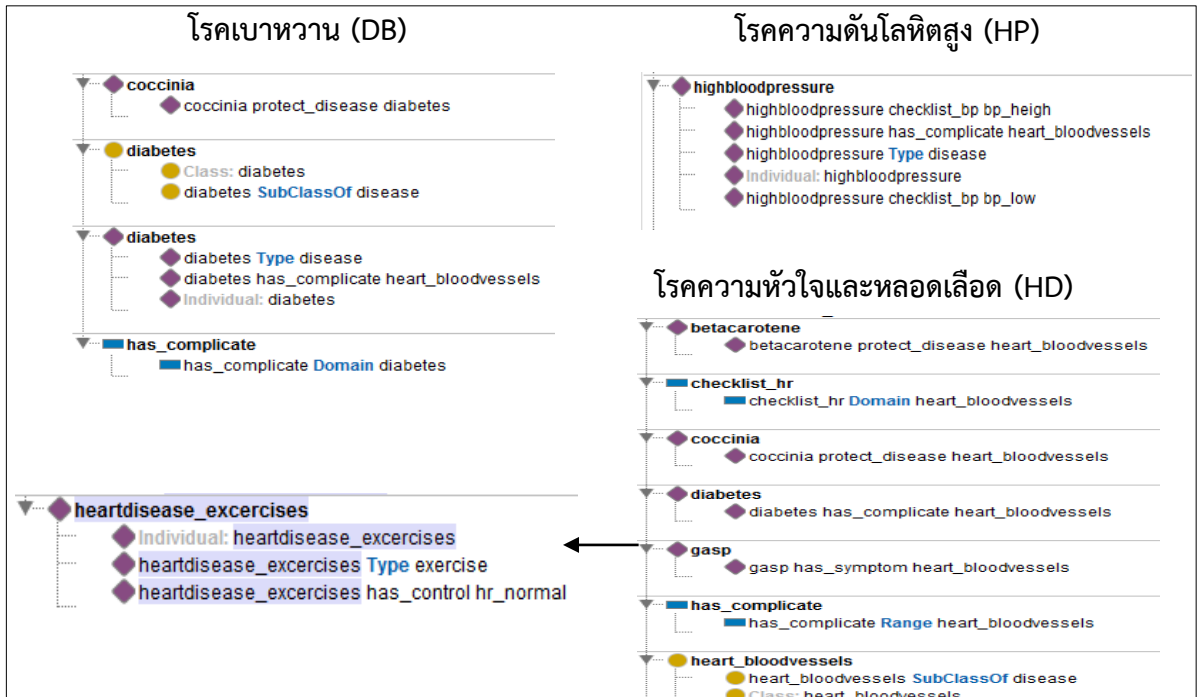 โรคเบาหวาน (DB)
coccinia
coccinia protect_disease diabetes
diabetes
Class: diabetes
diabetes SubClassOf disease
diabetes
diabetes Type disease
diabetes has_complicate heart_bloodvessels
Individual: diabetes
has_complicate
has_complicate Domain diabetes
heartdisease_excercises
Individual: heartdisease_excercises
heartdisease_excercises Type exercise
heartdisease_excercises has_control hr_normal
โรคความดันโลหิตสูง (HP)
highbloodpressure
highbloodpressure checklist_bp bp_heigh
highbloodpressure has_complicate heart_bloodvessels
highbloodpressure Type disease
Individual: highbloodpressure
highbloodpressure checklist_bp bp_low
โรคความหัวใจและหลอดเลือด (HD)
betacarotene
betacarotene protect_disease heart_bloodvessels
checklist_hr
checklist_hr Domain heart_bloodvessels
coccinia
coccinia protect_disease heart_bloodvessels
diabetes
diabetes has_complicate heart_bloodvessels
gasp
gasp has_symptom heart_bloodvessels
has_complicate
has_complicate Range heart_bloodvessels
heart_bloodvessels
heart_bloodvessels SubClassOf disease
Class: heart_bloodvessels